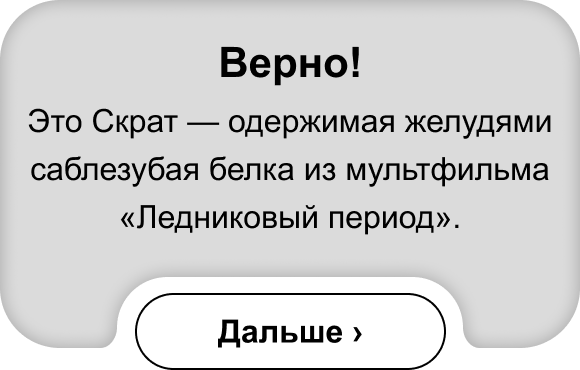 Верно!
Это Скрат — одержимая желудями
саблезубая белка из мультфильма
«Ледниковый период».
Дальше ›